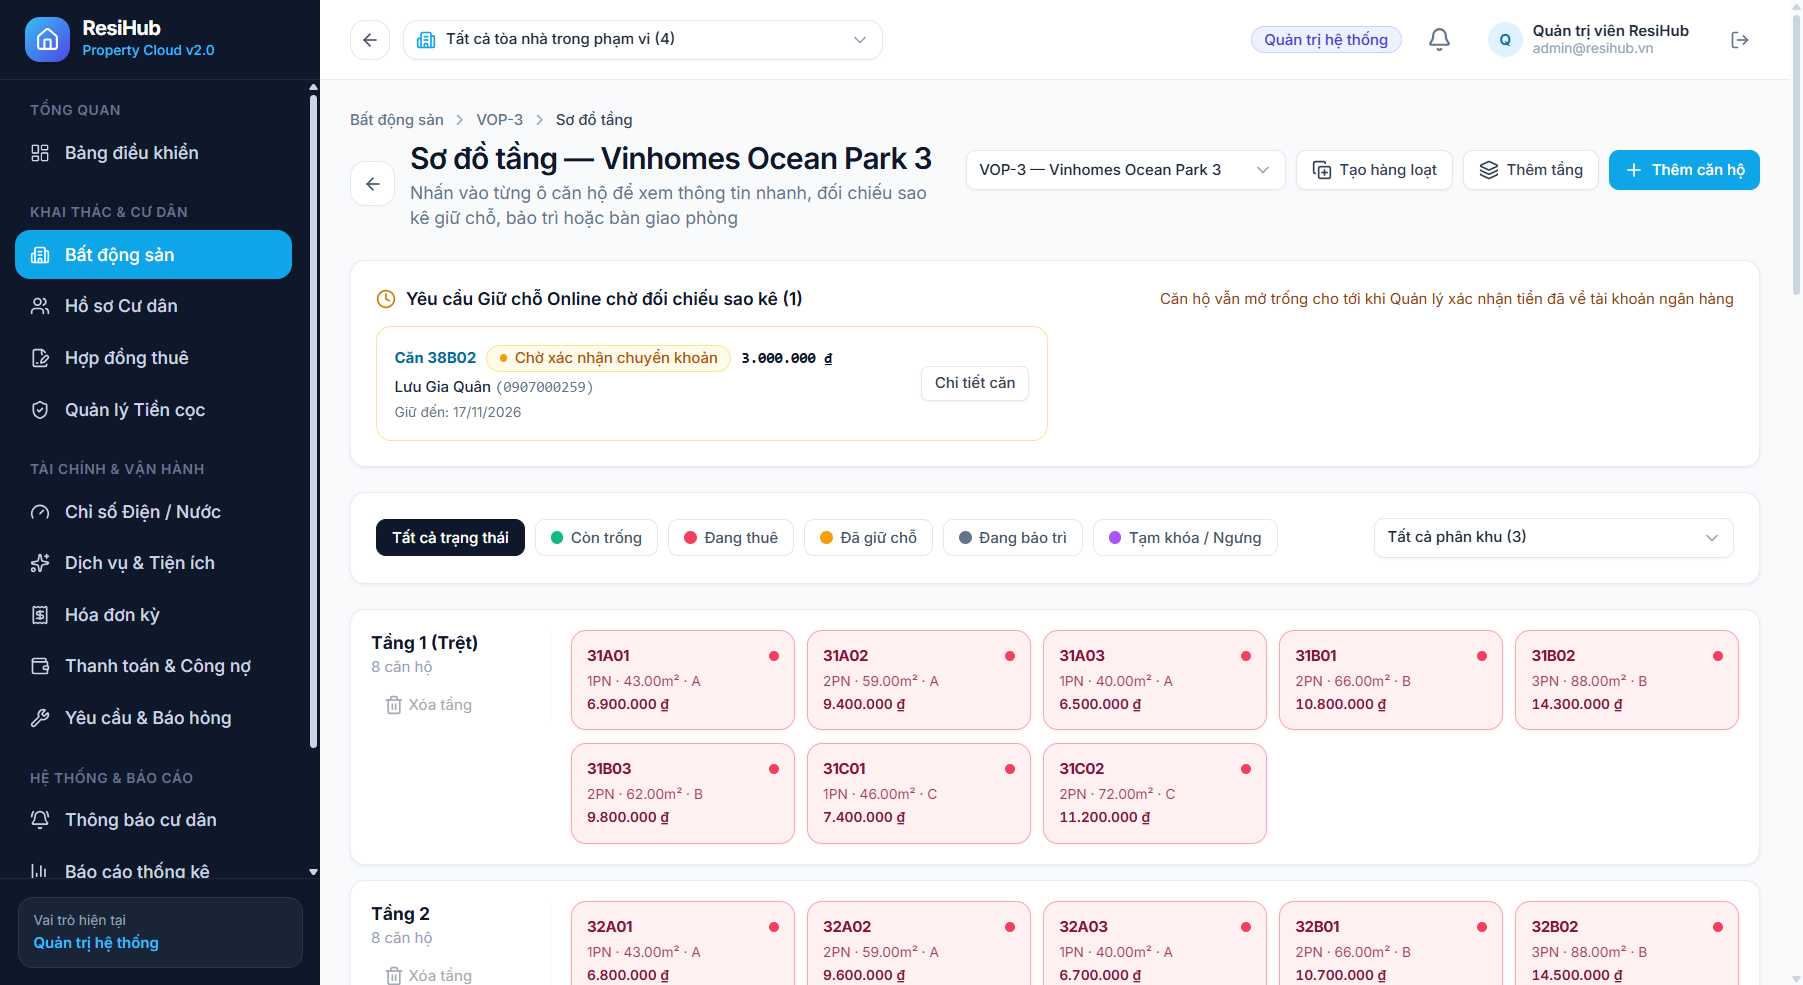 ResiHub
Property Cloud v2.0
TỔNG QUAN
Bảng điều khiển
KHAI THÁC & CƯ DÂN
Bất động sản
Hồ sơ Cư dân
Hợp đồng thuê
Quản lý Tiền cọc
TÀI CHÍNH & VẬN HÀNH
Chỉ số Điện / Nước
Dịch vụ & Tiện ích
Hóa đơn kỳ
Thanh toán & Công nợ
Yêu cầu & Báo hỏng
HỆ THỐNG & BÁO CÁO
Thông báo cư dân
Báo cáo thống kê
Vai trò hiện tại
Quản trị hệ thống
Tất cả tòa nhà trong phạm vi (4)
Quản trị hệ thống
Q
Quản trị viên ResiHub
admin@resihub.vn
Bất động sản > VOP-3 > Sơ đồ tầng
Sơ đồ tầng — Vinhomes Ocean Park 3
Nhấn vào từng ô căn hộ để xem thông tin nhanh, đối chiếu sao
kê giữ chỗ, bảo trì hoặc bàn giao phòng
VOP-3 — Vinhomes Ocean Park 3
Tạo hàng loạt
Thêm tầng
Thêm căn hộ
Yêu cầu Giữ chỗ Online chờ đối chiếu sao kê (1)
Căn hộ vẫn mở trống cho tới khi Quản lý xác nhận tiền đã về tài khoản ngân hàng
Căn 38B02 Chờ xác nhận chuyển khoản 3.000.000 ₫
Lưu Gia Quân (0907000259)
Giữ đến: 17/11/2026
Chi tiết căn
Tất cả trạng thái
Còn trống
Đang thuê
Đã giữ chỗ
Đang bảo trì
Tạm khóa / Ngưng
Tất cả phân khu (3)
Tầng 1 (Trệt)
8 căn hộ
Xóa tầng
31A01
1PN · 43.00m² · A
6.900.000 ₫
31A02
2PN · 59.00m² · A
9.400.000 ₫
31A03
1PN · 40.00m² · A
6.500.000 ₫
31B01
2PN · 66.00m² · B
10.800.000 ₫
31B02
3PN · 88.00m² · B
14.300.000 ₫
31B03
2PN · 62.00m² · B
9.800.000 ₫
31C01
1PN · 46.00m² · C
7.400.000 ₫
31C02
2PN · 72.00m² · C
11.200.000 ₫
Tầng 2
8 căn hộ
Xóa tầng
32A01
1PN · 43.00m² · A
6.800.000 ₫
32A02
2PN · 59.00m² · A
9.600.000 ₫
32A03
1PN · 40.00m² · A
6.700.000 ₫
32B01
2PN · 66.00m² · B
10.700.000 ₫
32B02
3PN · 88.00m² · B
14.500.000 ₫